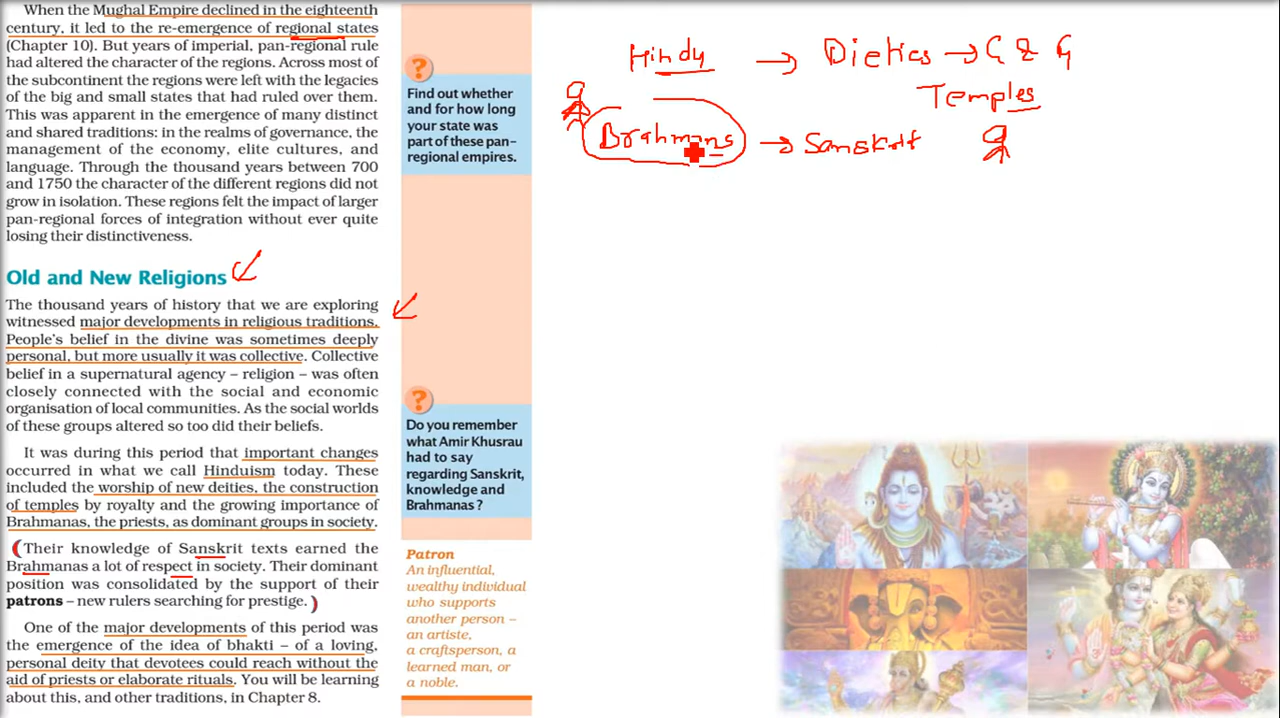 When the Mughal Empire declined in the eighteenth
century, it led to the re-emergence of regional states
(Chapter 10). But years of imperial, pan-regional rule
had altered the character of the regions. Across most of
the subcontinent the regions were left with the legacies
of the big and small states that had ruled over them.
This was apparent in the emergence of many distinct
and shared traditions: in the realms of governance, the
management of the economy, elite cultures, and
language. Through the thousand years between 700
and 1750 the character of the different regions did not
grow in isolation. These regions felt the impact of larger
pan-regional forces of integration without ever quite
losing their distinctiveness.
Old and New Religions
The thousand years of history that we are exploring
witnessed major developments in religious traditions.
People's belief in the divine was sometimes deeply
personal, but more usually it was collective. Collective
belief in a supernatural agency – religion – was often
closely connected with the social and economic
organisation of local communities. As the social worlds
of these groups altered so too did their beliefs.
It was during this period that important changes
occurred in what we call Hinduism today. These
included the worship of new deities, the construction
of temples by royalty and the growing importance of
Brahmanas, the priests, as dominant groups in society.
(Their knowledge of Sanskrit texts earned the
Brahmanas a lot of respect in society. Their dominant
position was consolidated by the support of their
patrons – new rulers searching for prestige.)
One of the major developments of this period was
the emergence of the idea of bhakti – of a loving,
personal deity that devotees could reach without the
aid of priests or elaborate rituals. You will be learning
about this, and other traditions, in Chapter 8.
?
Find out whether
and for how long
your state was
part of these pan-
regional empires.
?
Do you remember
what Amir Khusrau
had to say
regarding Sanskrit,
knowledge and
Brahmanas ?
Patron
An influential,
wealthy individual
who supports
another person –
an artiste,
a craftsperson, a
learned man, or
a noble.
Hindu → Dieties → G & G
Temples
Brahmans → Sanskrit